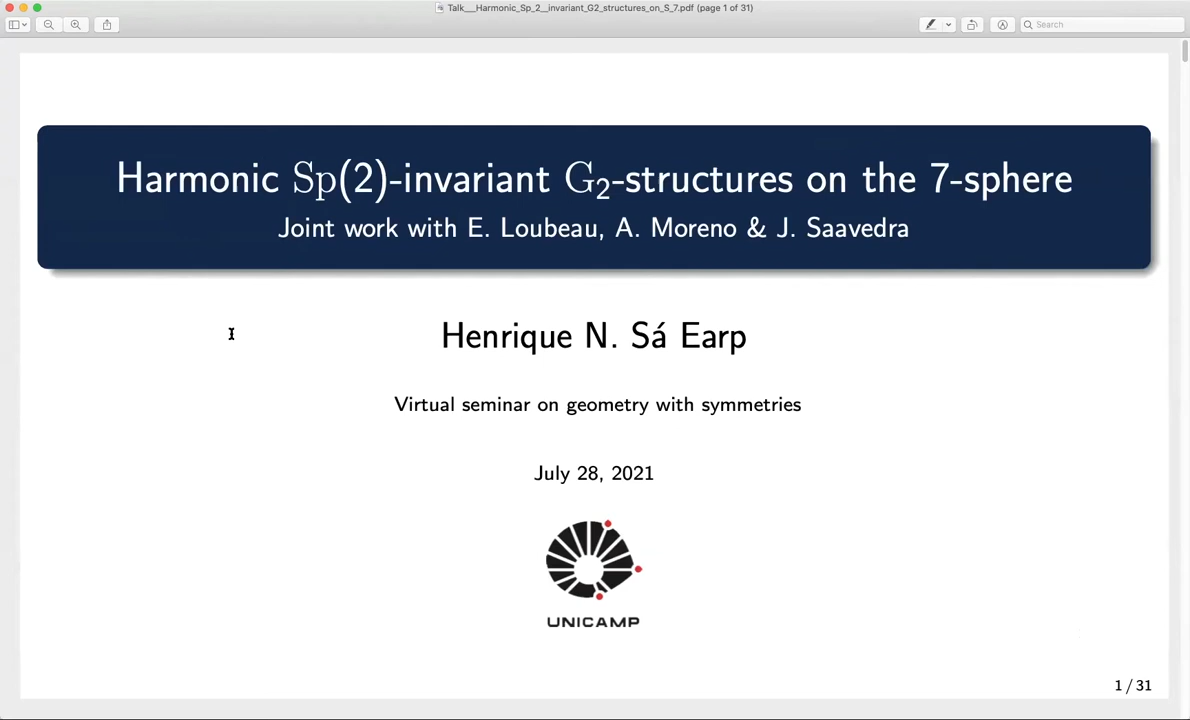 Talk___Harmonic_Sp_2__invariant_G2_structures_on_S_7.pdf (page 1 of 31)
Search
Harmonic Sp(2)-invariant G₂-structures on the 7-sphere
Joint work with E. Loubeau, A. Moreno & J. Saavedra
Henrique N. Sá Earp
Virtual seminar on geometry with symmetries
July 28, 2021
UNICAMP
1 / 31